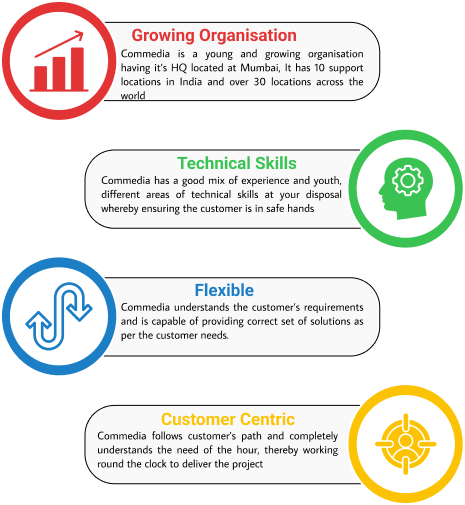 Growing Organisation
Commedia is a young and growing organisation
having it's HQ located at Mumbai, It has 10 support
locations in India and over 30 locations across the
world
Technical Skills
Commedia has a good mix of experience and youth,
different areas of technical skills at your disposal
whereby ensuring the customer is in safe hands
Flexible
Commedia understands the customer's requirements
and is capable of providing correct set of solutions as
per the customer needs.
Customer Centric
Commedia follows customer's path and completely
understands the need of the hour, thereby working
round the clock to deliver the project